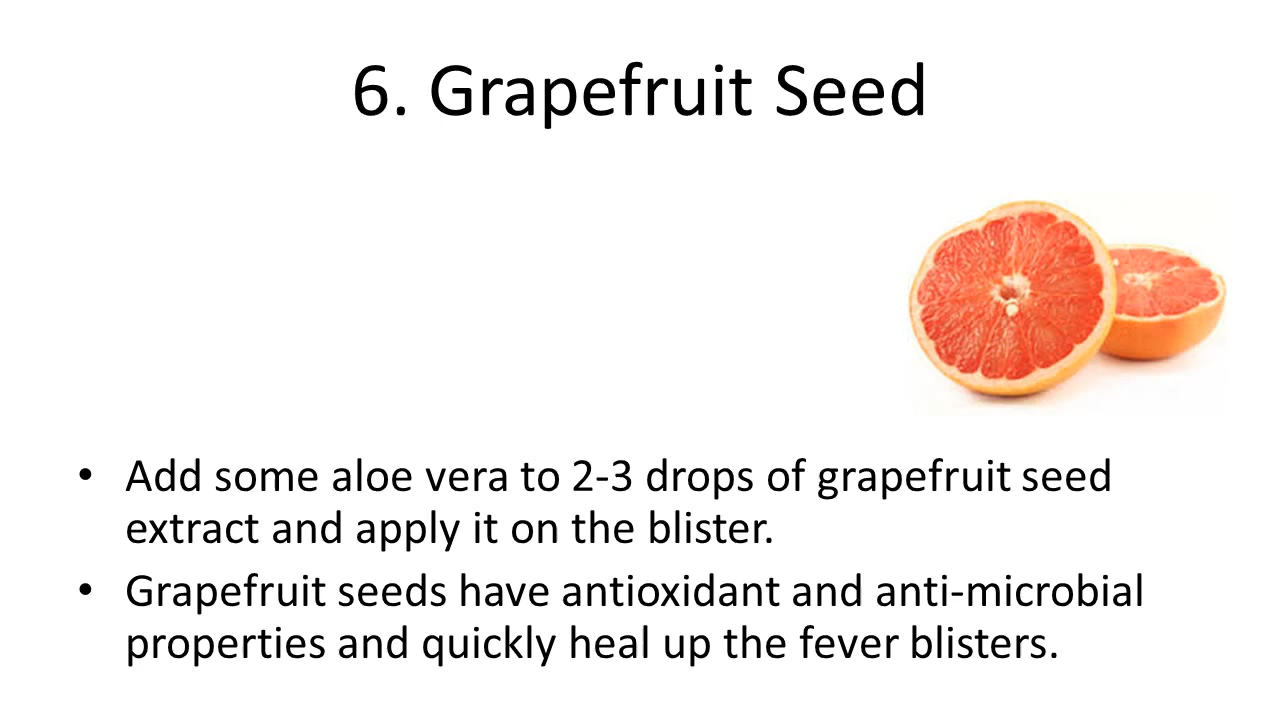 6. Grapefruit Seed
• Add some aloe vera to 2-3 drops of grapefruit seed
extract and apply it on the blister.
• Grapefruit seeds have antioxidant and anti-microbial
properties and quickly heal up the fever blisters.